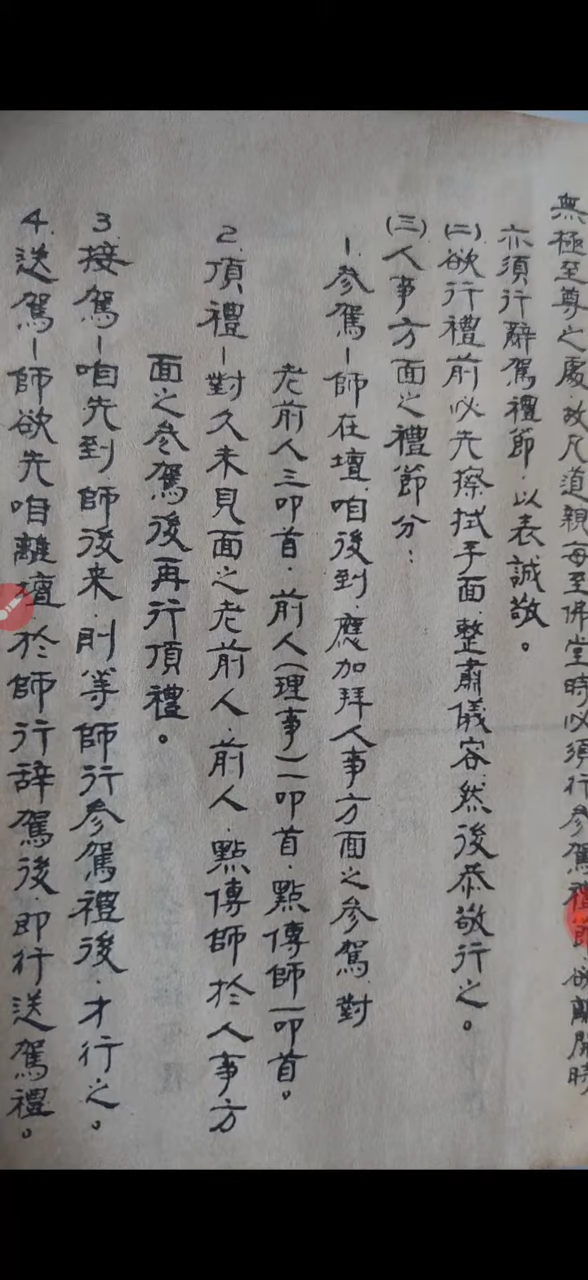 無極至尊之處、故凡道親每至佛堂時必須行參駕禮節、欲離開時
亦須行辭駕禮節、以表誠敬。
(二)欲行禮前必先擦拭手面、整肅儀容、然後恭敬行之。
(三)人事方面之禮節分：
1.參駕－師在壇、咱後到、應加拜人事方面之參駕、對
老前人三叩首、前人(理事)二叩首、點傳師一叩首。
2.頂禮－對久未見面之老前人、前人、點傳師於人事方
面之參駕後再行頂禮。
3.接駕－咱先到、師後来、則等師行參駕禮後、才行之。
4.送駕－師欲先咱離壇、於師行辞駕後、即行送駕禮。